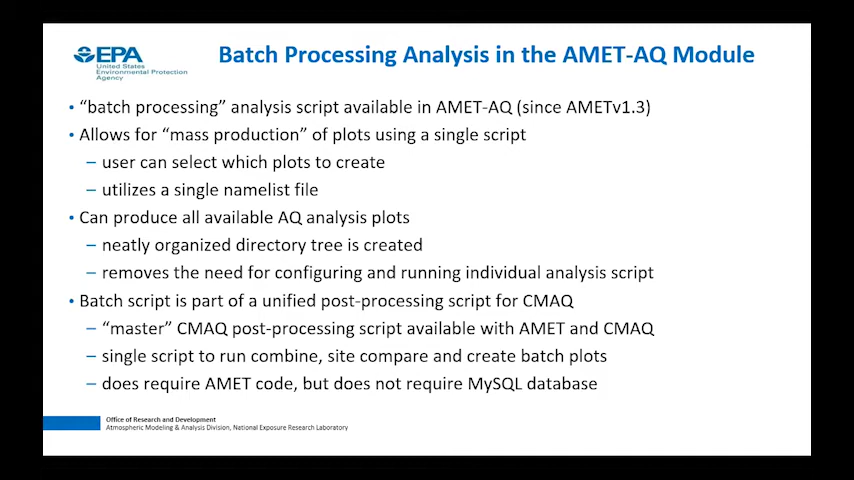 EPA
United States
Environmental Protection
Agency
Batch Processing Analysis in the AMET-AQ Module
• “batch processing” analysis script available in AMET-AQ (since AMETv1.3)
• Allows for “mass production” of plots using a single script
– user can select which plots to create
– utilizes a single namelist file
• Can produce all available AQ analysis plots
– neatly organized directory tree is created
– removes the need for configuring and running individual analysis script
• Batch script is part of a unified post-processing script for CMAQ
– “master” CMAQ post-processing script available with AMET and CMAQ
– single script to run combine, site compare and create batch plots
– does require AMET code, but does not require MySQL database
Office of Research and Development
Atmospheric Modeling & Analysis Division, National Exposure Research Laboratory